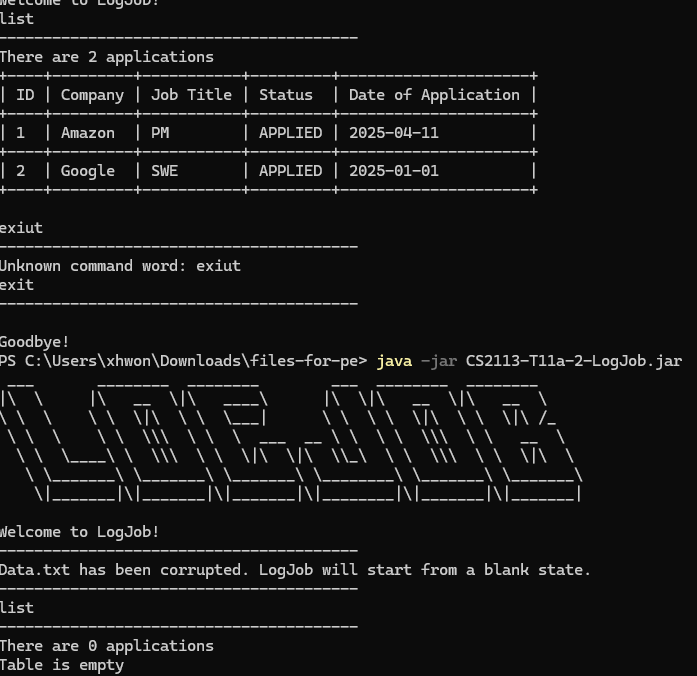 Welcome to LogJob!
list
----------------------------------------
There are 2 applications
+----+---------+-----------+---------+---------------------+
| ID | Company | Job Title | Status  | Date of Application |
+----+---------+-----------+---------+---------------------+
| 1  | Amazon  | PM        | APPLIED | 2025-04-11          |
+----+---------+-----------+---------+---------------------+
| 2  | Google  | SWE       | APPLIED | 2025-01-01          |
+----+---------+-----------+---------+---------------------+
exiut
----------------------------------------
Unknown command word: exiut
exit
----------------------------------------
Goodbye!
PS C:\Users\xhwon\Downloads\files-for-pe> java -jar CS2113-T11a-2-LogJob.jar
LOGJOB
Welcome to LogJob!
----------------------------------------
Data.txt has been corrupted. LogJob will start from a blank state.
----------------------------------------
list
----------------------------------------
There are 0 applications
Table is empty